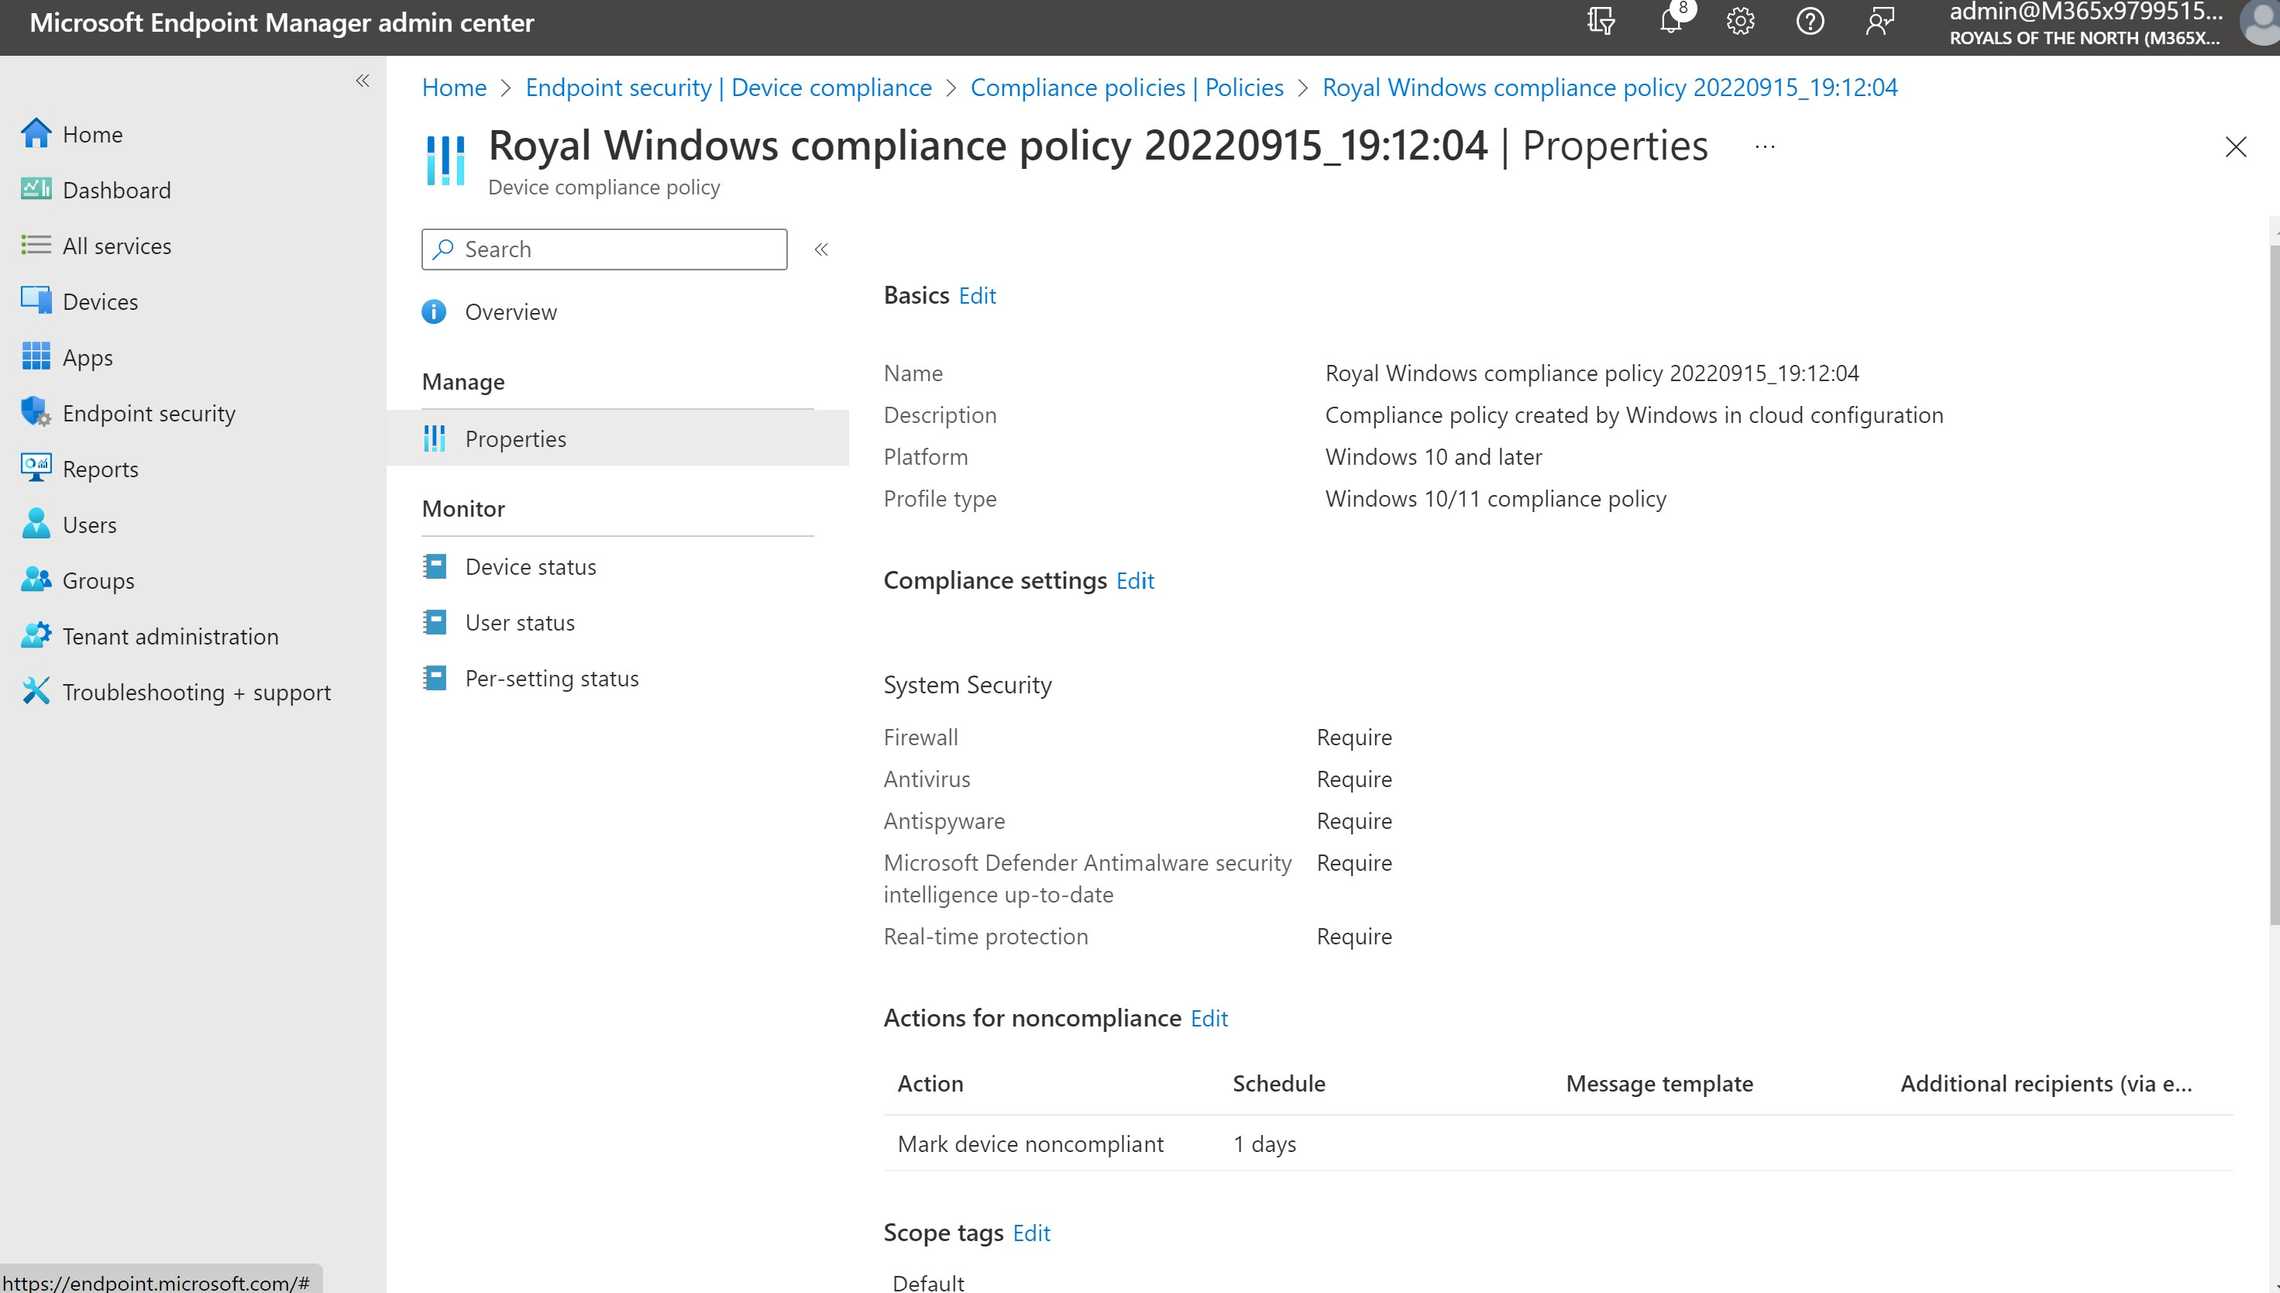 Microsoft Endpoint Manager admin center
8
admin@M365x9799515...
ROYALS OF THE NORTH (M365X...
Home > Endpoint security | Device compliance > Compliance policies | Policies > Royal Windows compliance policy 20220915_19:12:04
Royal Windows compliance policy 20220915_19:12:04 | Properties ...
Device compliance policy
Home
Dashboard
All services
Devices
Apps
Endpoint security
Reports
Users
Groups
Tenant administration
Troubleshooting + support
Search
Overview
Manage
Properties
Monitor
Device status
User status
Per-setting status
Basics Edit
Name Royal Windows compliance policy 20220915_19:12:04
Description Compliance policy created by Windows in cloud configuration
Platform Windows 10 and later
Profile type Windows 10/11 compliance policy
Compliance settings Edit
System Security
Firewall Require
Antivirus Require
Antispyware Require
Microsoft Defender Antimalware security Require
intelligence up-to-date
Real-time protection Require
Actions for noncompliance Edit
Action Schedule Message template Additional recipients (via e...
Mark device noncompliant 1 days
Scope tags Edit
Default
https://endpoint.microsoft.com/#